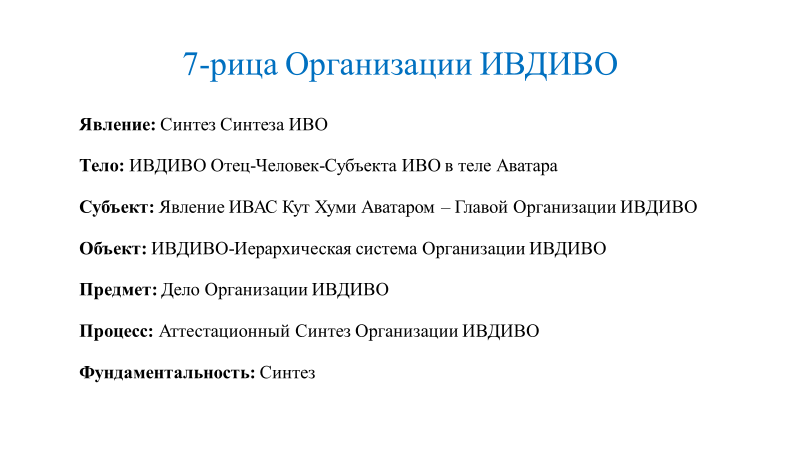 7-рица Организации ИВДИВО
Явление: Синтез Синтеза ИВО
Тело: ИВДИВО Отец-Человек-Субъекта ИВО в теле Аватара
Субъект: Явление ИВАС Кут Хуми Аватаром – Главой Организации ИВДИВО
Объект: ИВДИВО-Иерархическая система Организации ИВДИВО
Предмет: Дело Организации ИВДИВО
Процесс: Аттестационный Синтез Организации ИВДИВО
Фундаментальность: Синтез